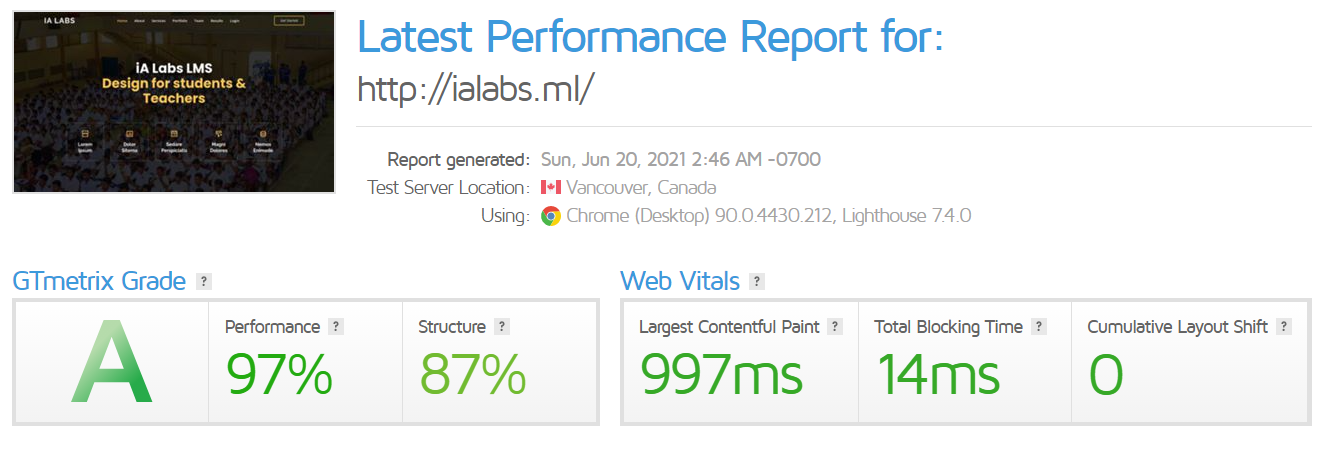 IA LABS
Home About Services Portfolio Team Results Login
Get Started
iA Labs LMS
Design for students &
Teachers
Lorem
Ipsum
Dolor
Sitema
Sedare
Perspiciatis
Magni
Dolores
Nemos
Enimade
Latest Performance Report for:
http://ialabs.ml/
Report generated: Sun, Jun 20, 2021 2:46 AM -0700
Test Server Location: Vancouver, Canada
Using: Chrome (Desktop) 90.0.4430.212, Lighthouse 7.4.0
GTmetrix Grade ?
A
Performance ?
97%
Structure ?
87%
Web Vitals ?
Largest Contentful Paint ?
997ms
Total Blocking Time ?
14ms
Cumulative Layout Shift ?
0